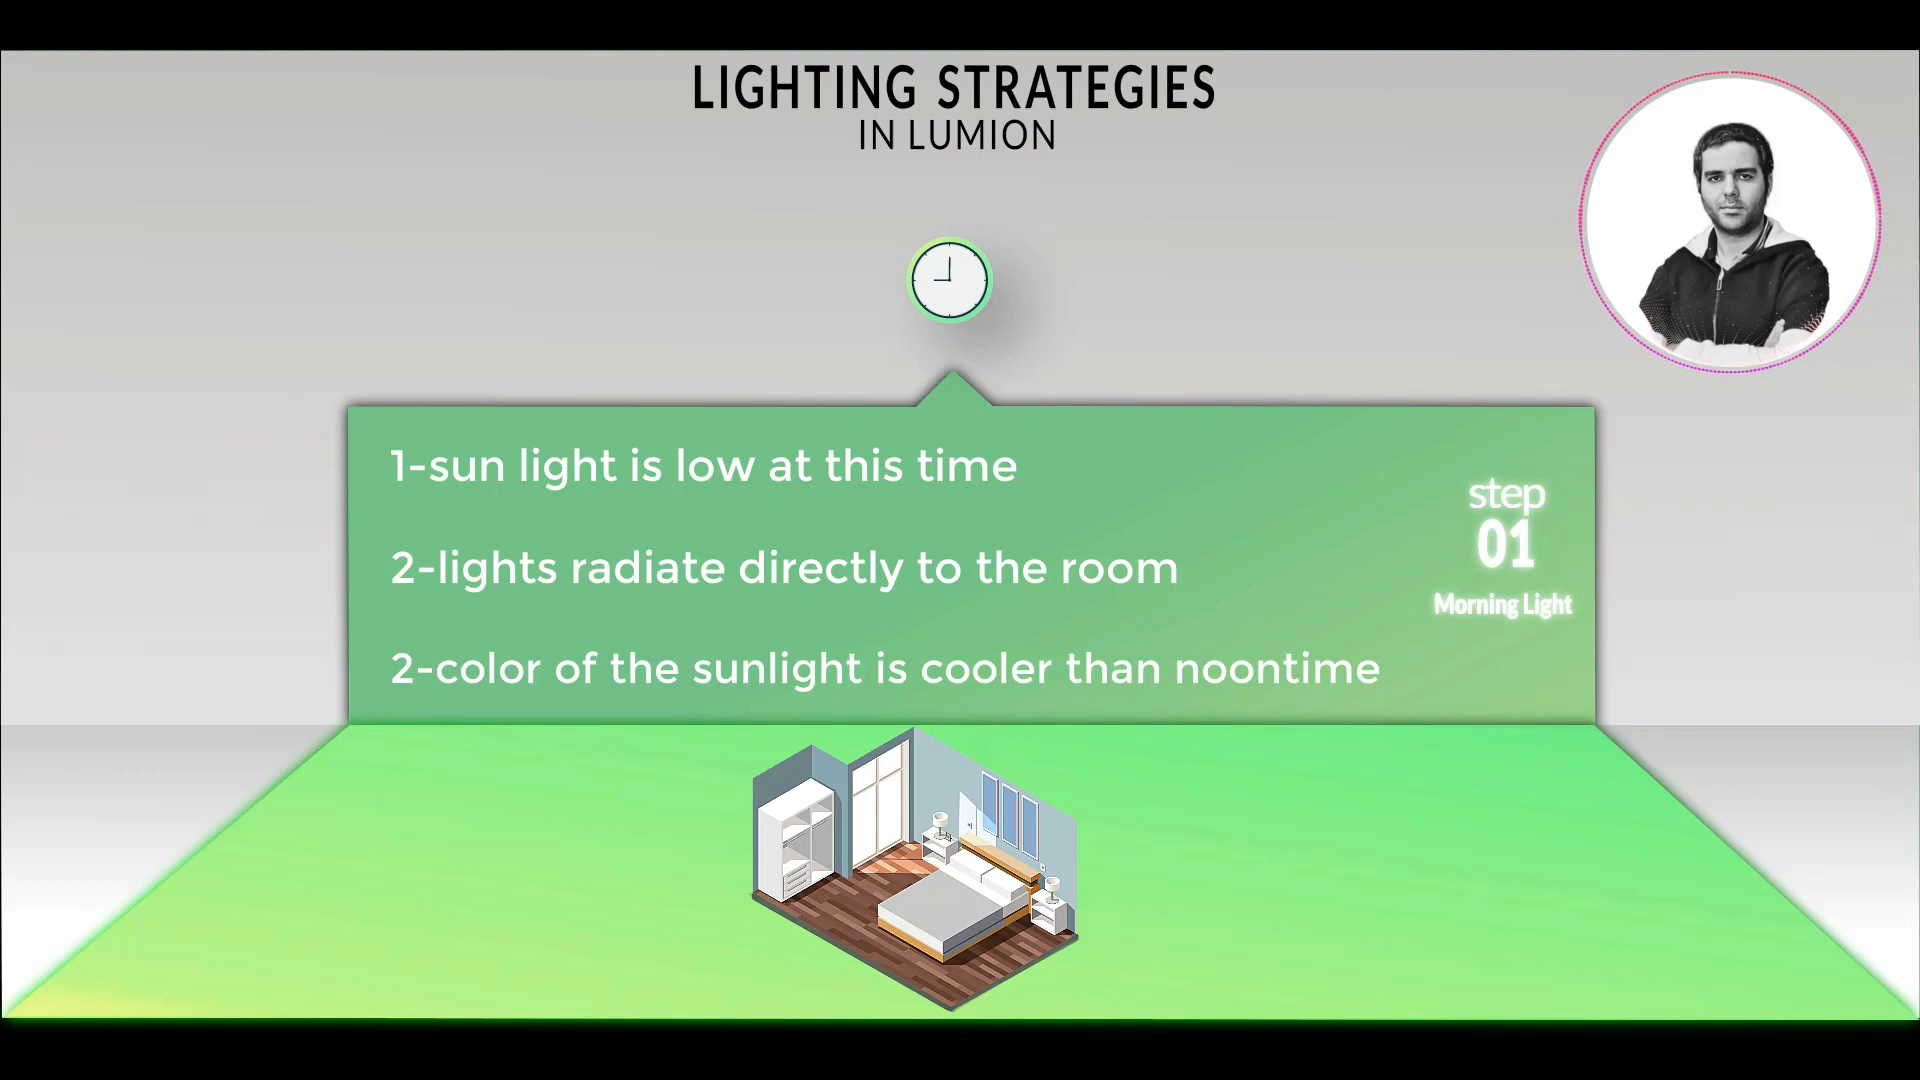 LIGHTING STRATEGIES
IN LUMION
1-sun light is low at this time
2-lights radiate directly to the room
2-color of the sunlight is cooler than noontime
step
01
Morning Light